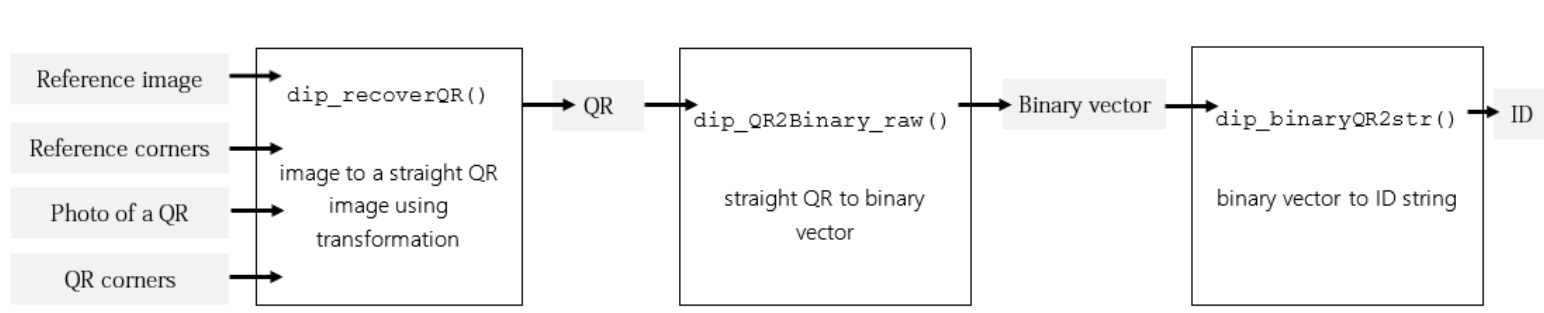 Reference image
Reference corners
Photo of a QR
QR corners
dip_recoverQR()
image to a straight QR
image using
transformation
QR
dip_QR2Binary_raw()
straight QR to binary
vector
Binary vector
dip_binaryQR2str()
binary vector to ID string
ID